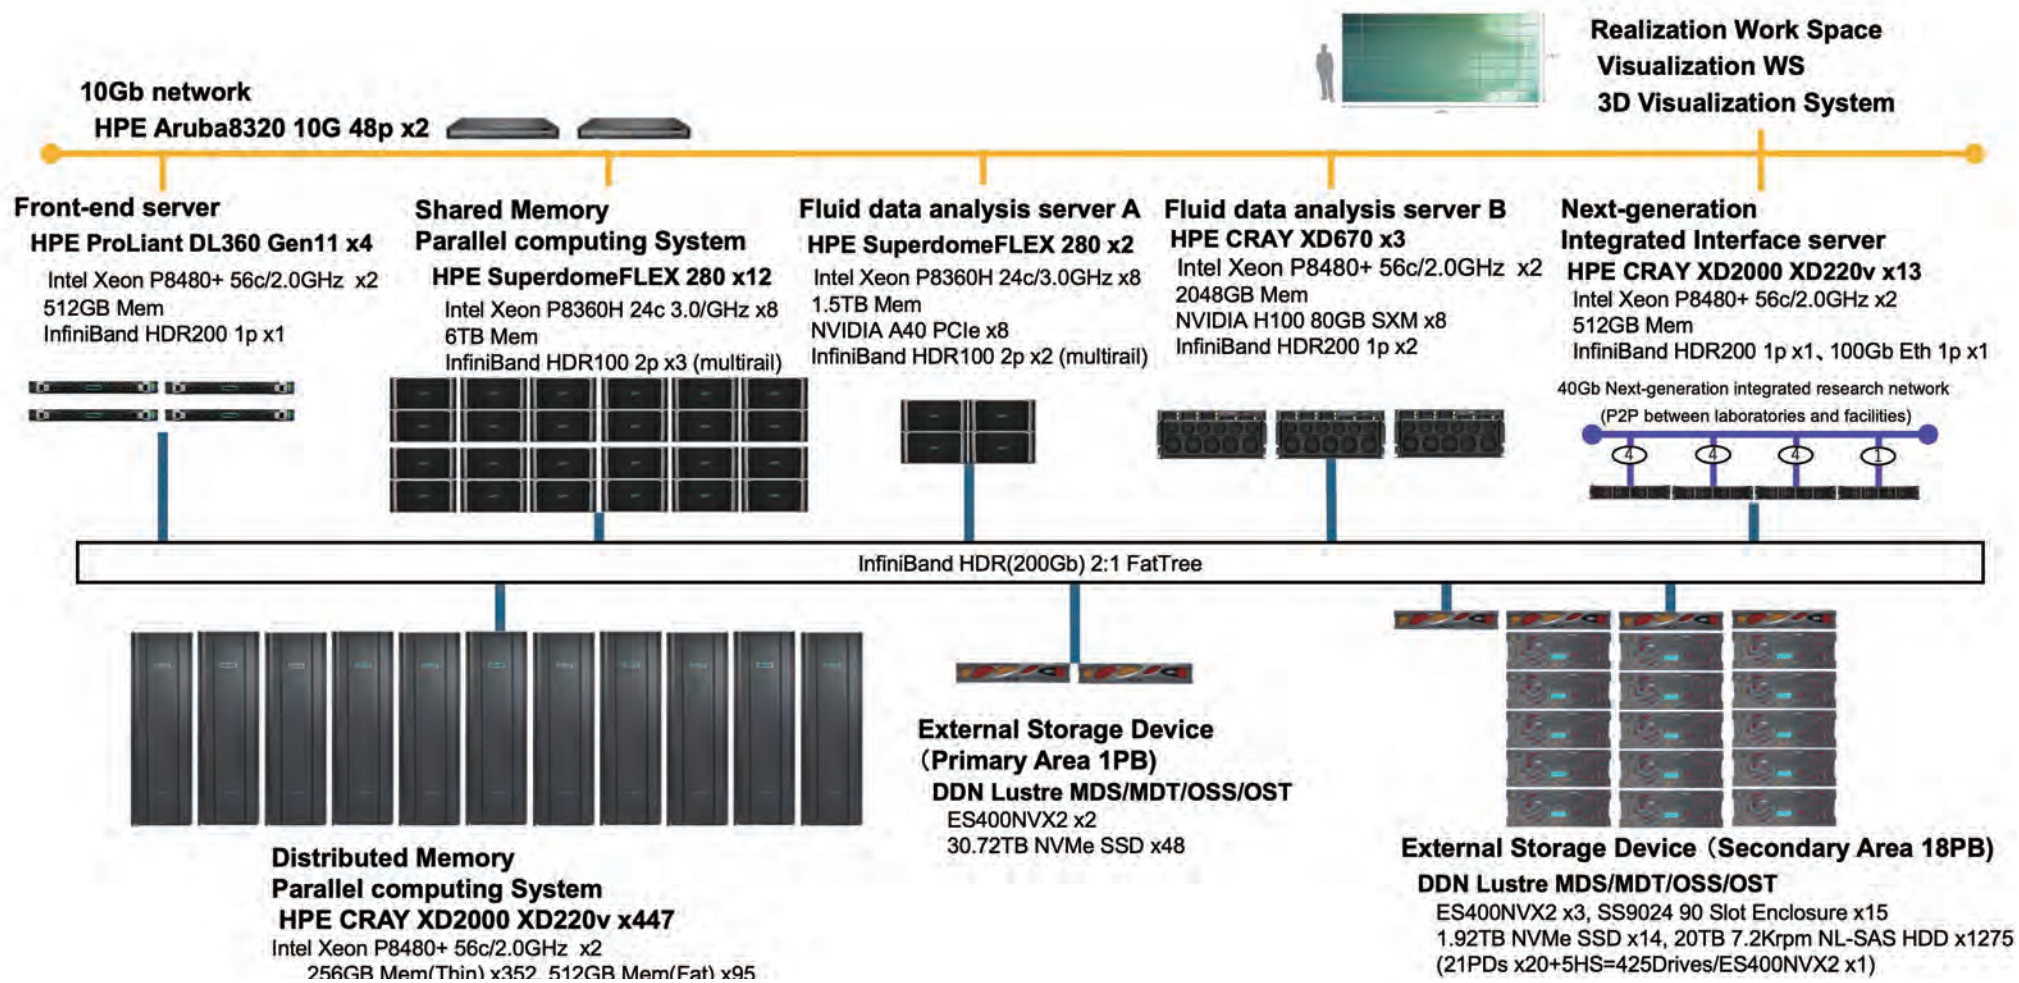 Realization Work Space
Visualization WS
3D Visualization System
10Gb network
HPE Aruba8320 10G 48p x2
Front-end server
HPE ProLiant DL360 Gen11 x4
Intel Xeon P8480+ 56c/2.0GHz x2
512GB Mem
InfiniBand HDR200 1p x1
Shared Memory
Parallel computing System
HPE SuperdomeFLEX 280 x12
Intel Xeon P8360H 24c 3.0/GHz x8
6TB Mem
InfiniBand HDR100 2p x3 (multirail)
Fluid data analysis server A
HPE SuperdomeFLEX 280 x2
Intel Xeon P8360H 24c/3.0GHz x8
1.5TB Mem
NVIDIA A40 PCIe x8
InfiniBand HDR100 2p x2 (multirail)
Fluid data analysis server B
HPE CRAY XD670 x3
Intel Xeon P8480+ 56c/2.0GHz x2
2048GB Mem
NVIDIA H100 80GB SXM x8
InfiniBand HDR200 1p x2
Next-generation
Integrated Interface server
HPE CRAY XD2000 XD220v x13
Intel Xeon P8480+ 56c/2.0GHz x2
512GB Mem
InfiniBand HDR200 1p x1、100Gb Eth 1p x1
40Gb Next-generation integrated research network
(P2P between laboratories and facilities)
4 4 4 1
InfiniBand HDR(200Gb) 2:1 FatTree
Distributed Memory
Parallel computing System
HPE CRAY XD2000 XD220v x447
Intel Xeon P8480+ 56c/2.0GHz x2
256GB Mem(Thin) x352, 512GB Mem(Fat) x95
External Storage Device
（Primary Area 1PB)
DDN Lustre MDS/MDT/OSS/OST
ES400NVX2 x2
30.72TB NVMe SSD x48
External Storage Device（Secondary Area 18PB)
DDN Lustre MDS/MDT/OSS/OST
ES400NVX2 x3, SS9024 90 Slot Enclosure x15
1.92TB NVMe SSD x14, 20TB 7.2Krpm NL-SAS HDD x1275
(21PDs x20+5HS=425Drives/ES400NVX2 x1)